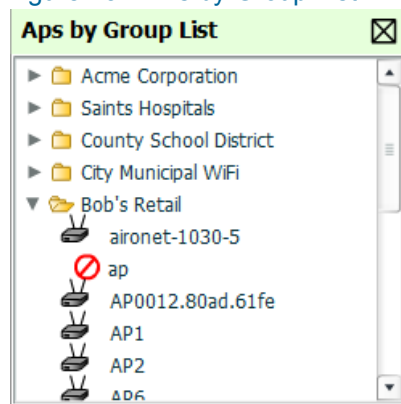 Aps by Group List
Acme Corporation
Saints Hospitals
County School District
City Municipal WiFi
Bob's Retail
aironet-1030-5
ap
AP0012.80ad.61fe
AP1
AP2
AP6